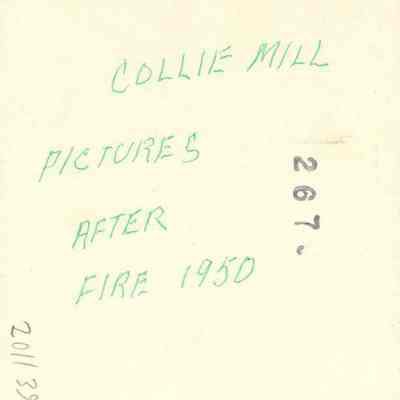 COLLIE MILL
PICTURES
AFTER
FIRE 1950
267.
2011 39